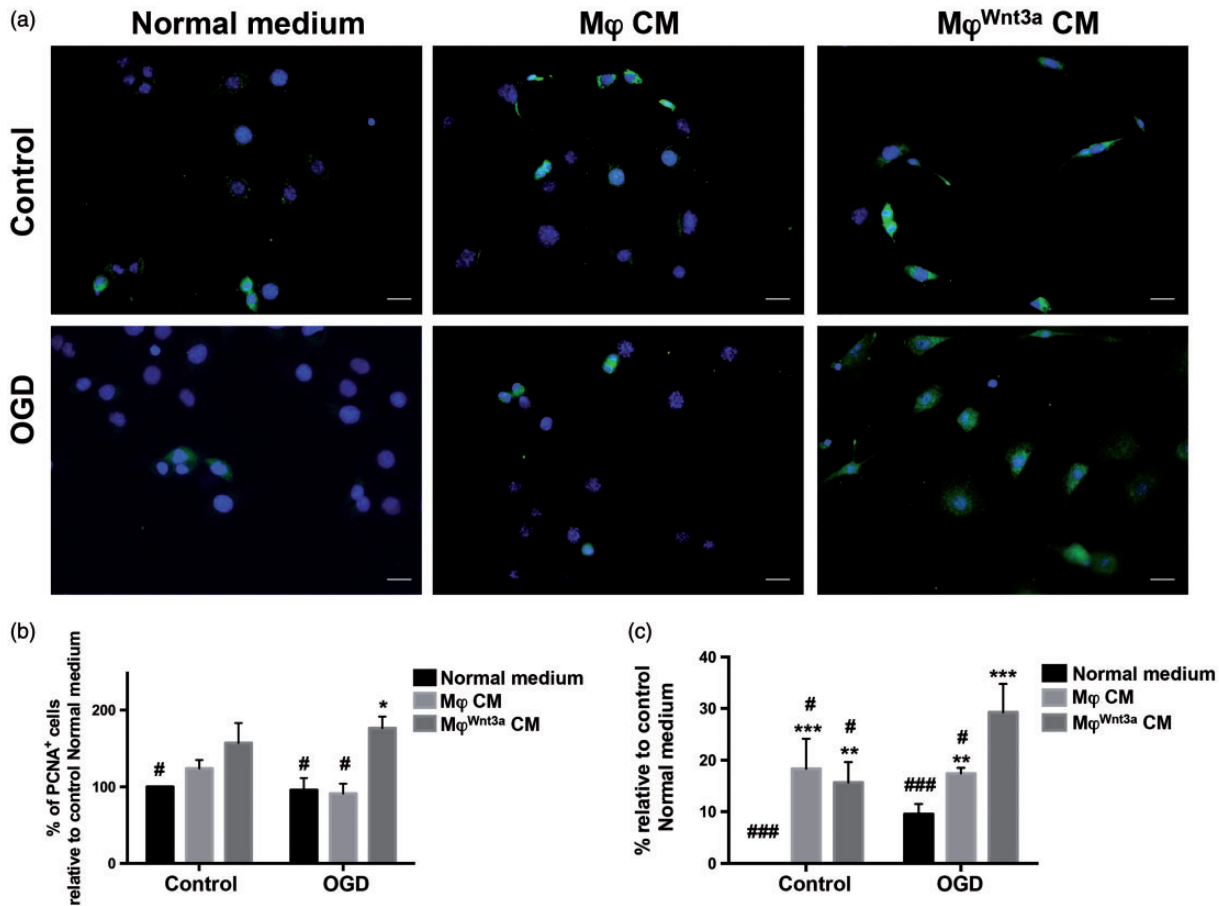 (a)
Normal medium
Mφ CM
Mφ^Wnt3a CM
Control
OGD
(b)
% of PCNA⁺ cells
relative to control Normal medium
200
100
0
#
#
#
*
Control
OGD
Normal medium
Mφ CM
Mφ^Wnt3a CM
(c)
% relative to control
Normal medium
40
30
20
10
0
###
#
***
#
**
###
#
**
***
Control
OGD
Normal medium
Mφ CM
Mφ^Wnt3a CM